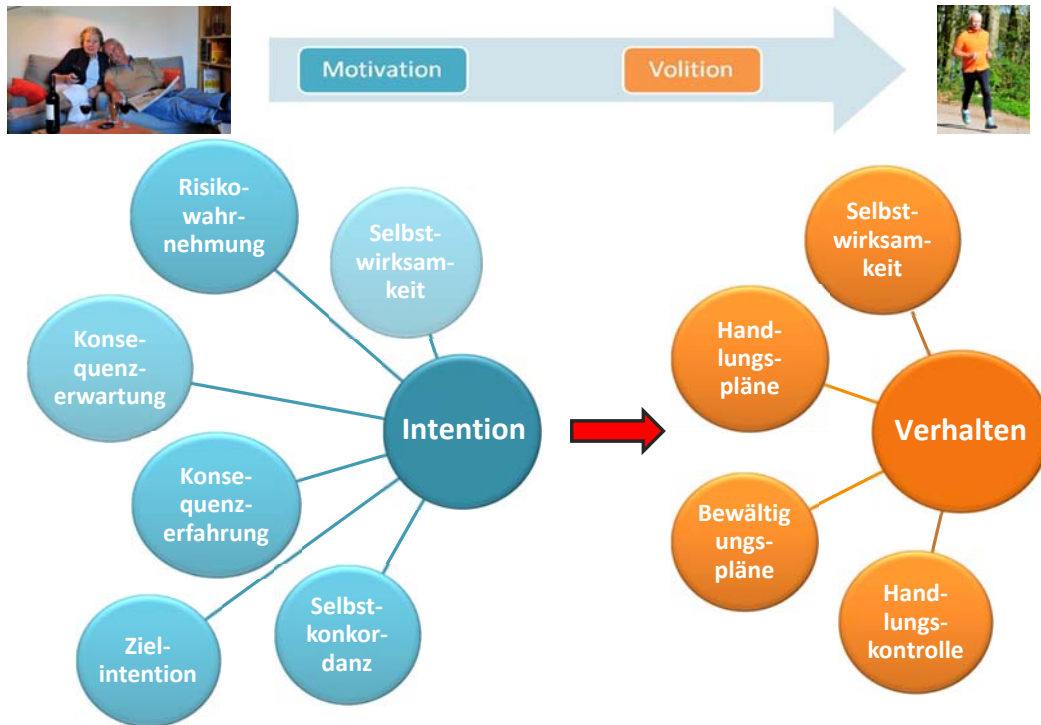 Motivation
Volition
Risiko-
wahr-
nehmung
Selbst-
wirksam-
keit
Konse-
quenz-
erwartung
Konse-
quenz-
erfahrung
Ziel-
intention
Selbst-
konkor-
danz
Intention
Selbst-
wirksam-
keit
Hand-
lungs-
pläne
Verhalten
Bewältig
ungs-
pläne
Hand-
lungs-
kontrolle